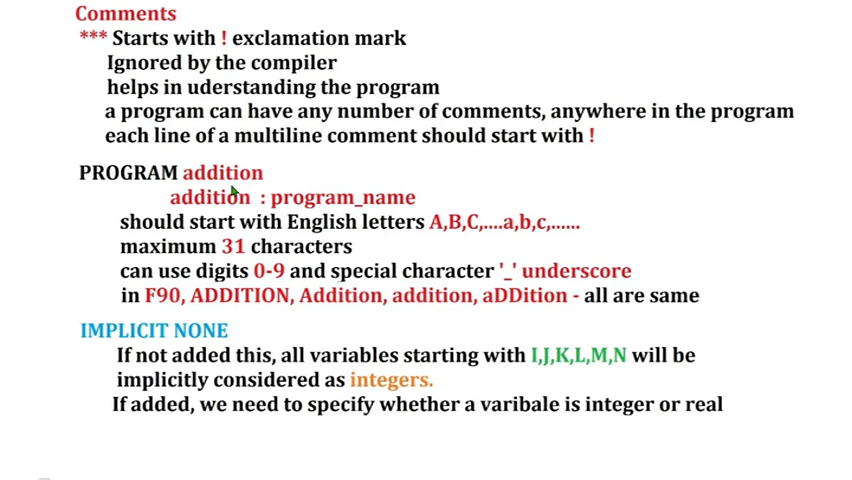 Comments
*** Starts with ! exclamation mark
Ignored by the compiler
helps in uderstanding the program
a program can have any number of comments, anywhere in the program
each line of a multiline comment should start with !
PROGRAM addition
addition : program_name
should start with English letters A,B,C,....a,b,c,......
maximum 31 characters
can use digits 0-9 and special character '_' underscore
in F90, ADDITION, Addition, addition, aDDition - all are same
IMPLICIT NONE
If not added this, all variables starting with I,J,K,L,M,N will be
implicitly considered as integers.
If added, we need to specify whether a varibale is integer or real